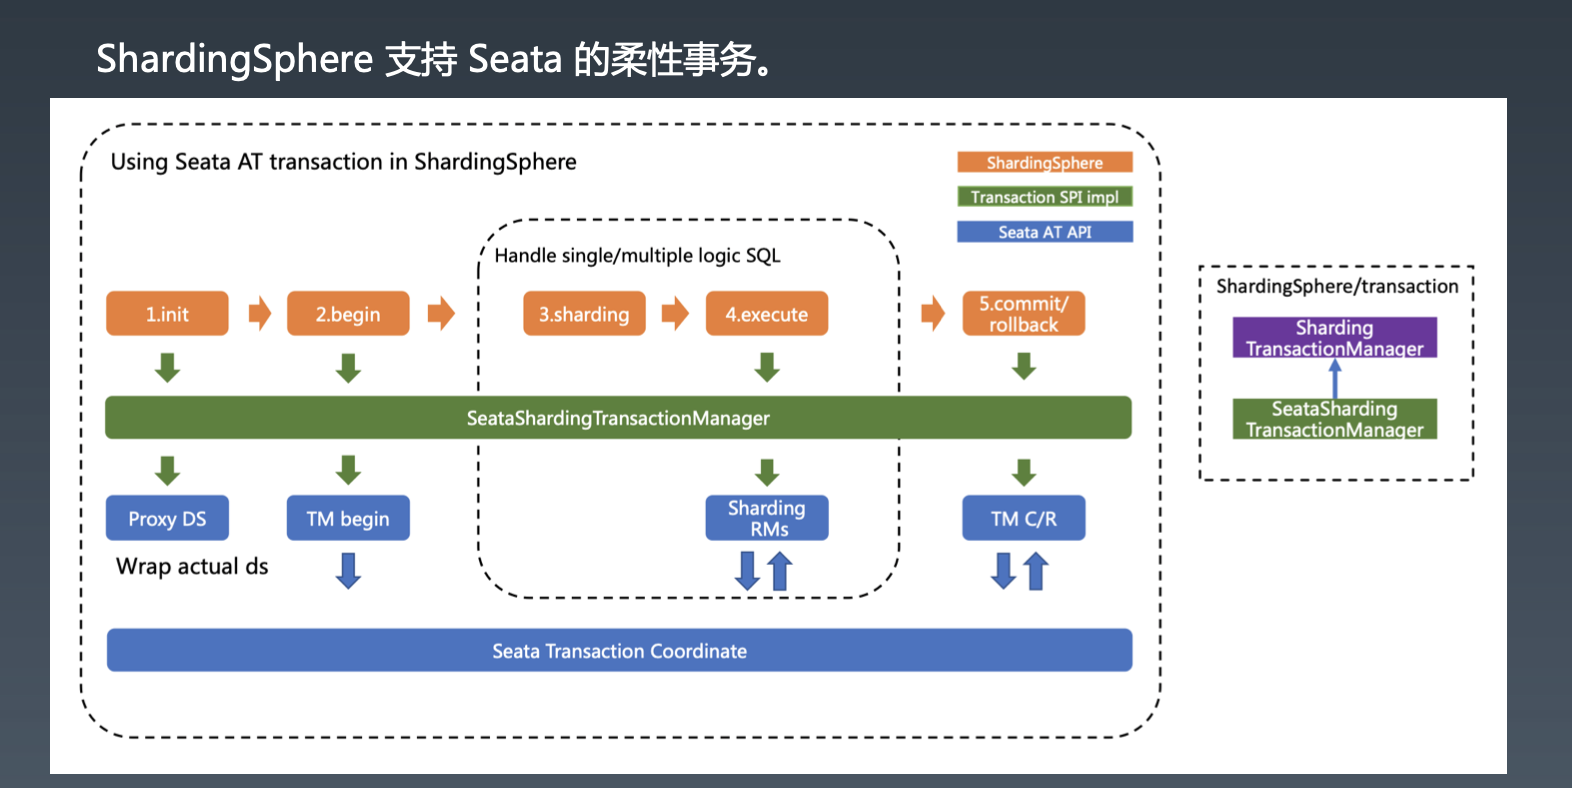 ShardingSphere 支持 Seata 的柔性事务。
Using Seata AT transaction in ShardingSphere
ShardingSphere
Transaction SPI impl
Seata AT API
Handle single/multiple logic SQL
1.init
2.begin
3.sharding
4.execute
5.commit/
rollback
SeataShardingTransactionManager
Proxy DS
TM begin
Sharding
RMs
TM C/R
Wrap actual ds
Seata Transaction Coordinate
ShardingSphere/transaction
Sharding
TransactionManager
SeataSharding
TransactionManager